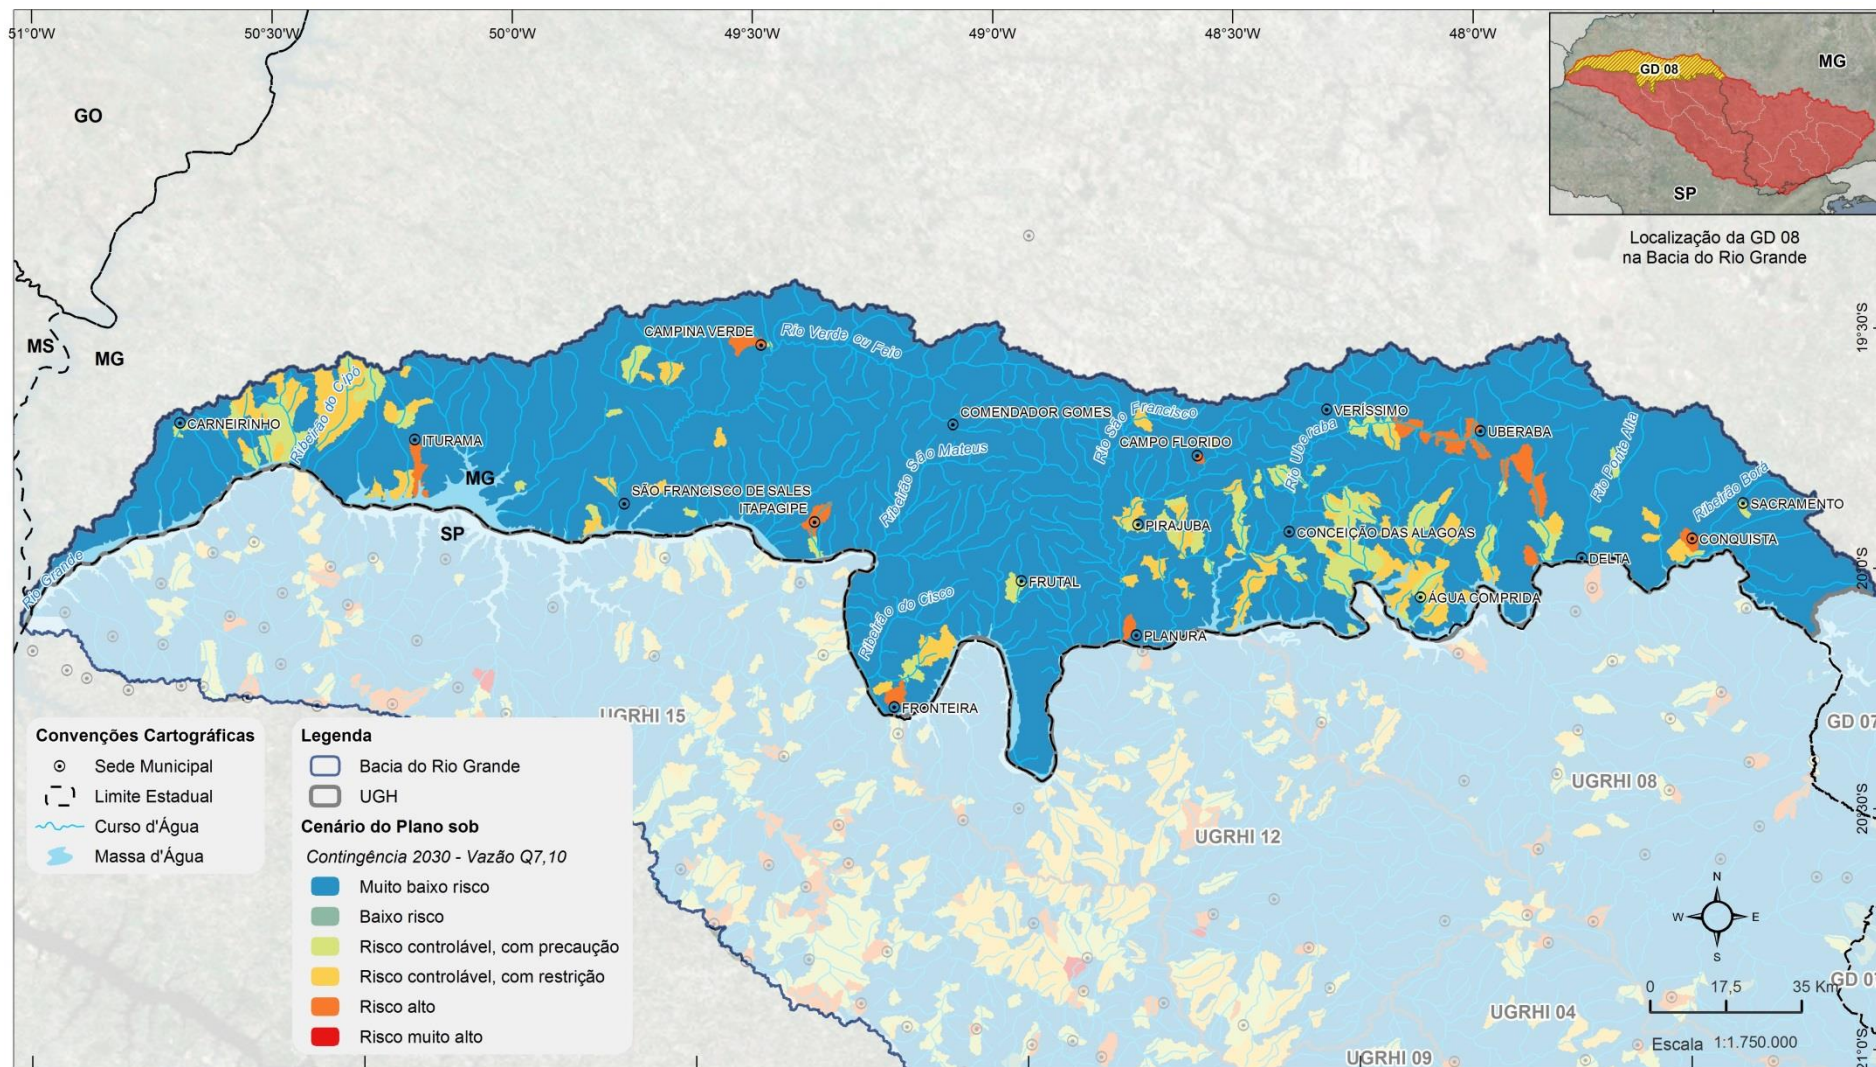 51°0'W
50°30'W
50°0'W
49°30'W
49°0'W
48°30'W
48°0'W
GO
MS
MG
GD 08
MG
SP
Localização da GD 08
na Bacia do Rio Grande
19°30'S
20°0'S
20°30'S
21°0'S
CAMPINA VERDE
Rio Verde ou Feio
CARNEIRINHO
Ribeirão do Cipó
ITURAMA
MG
SP
Rio Grande
SÃO FRANCISCO DE SALES
ITAPAGIPE
COMENDADOR GOMES
Ribeirão São Mateus
Rio São Francisco
CAMPO FLORIDO
VERÍSSIMO
Rio Uberaba
UBERABA
Rio Ponte Alta
Ribeirão Borá
SACRAMENTO
PIRAJUBA
CONCEIÇÃO DAS ALAGOAS
CONQUISTA
DELTA
FRUTAL
ÁGUA COMPRIDA
Ribeirão do Cisco
PLANURA
FRONTEIRA
UGRHI 15
UGRHI 12
UGRHI 08
GD 07
GD 07
UGRHI 04
UGRHI 09
Convenções Cartográficas
Sede Municipal
Limite Estadual
Curso d'Água
Massa d'Água
Legenda
Bacia do Rio Grande
UGH
Cenário do Plano sob
Contingência 2030 - Vazão Q7,10
Muito baixo risco
Baixo risco
Risco controlável, com precaução
Risco controlável, com restrição
Risco alto
Risco muito alto
N
W
E
S
0 17,5 35 Km
Escala 1:1.750.000